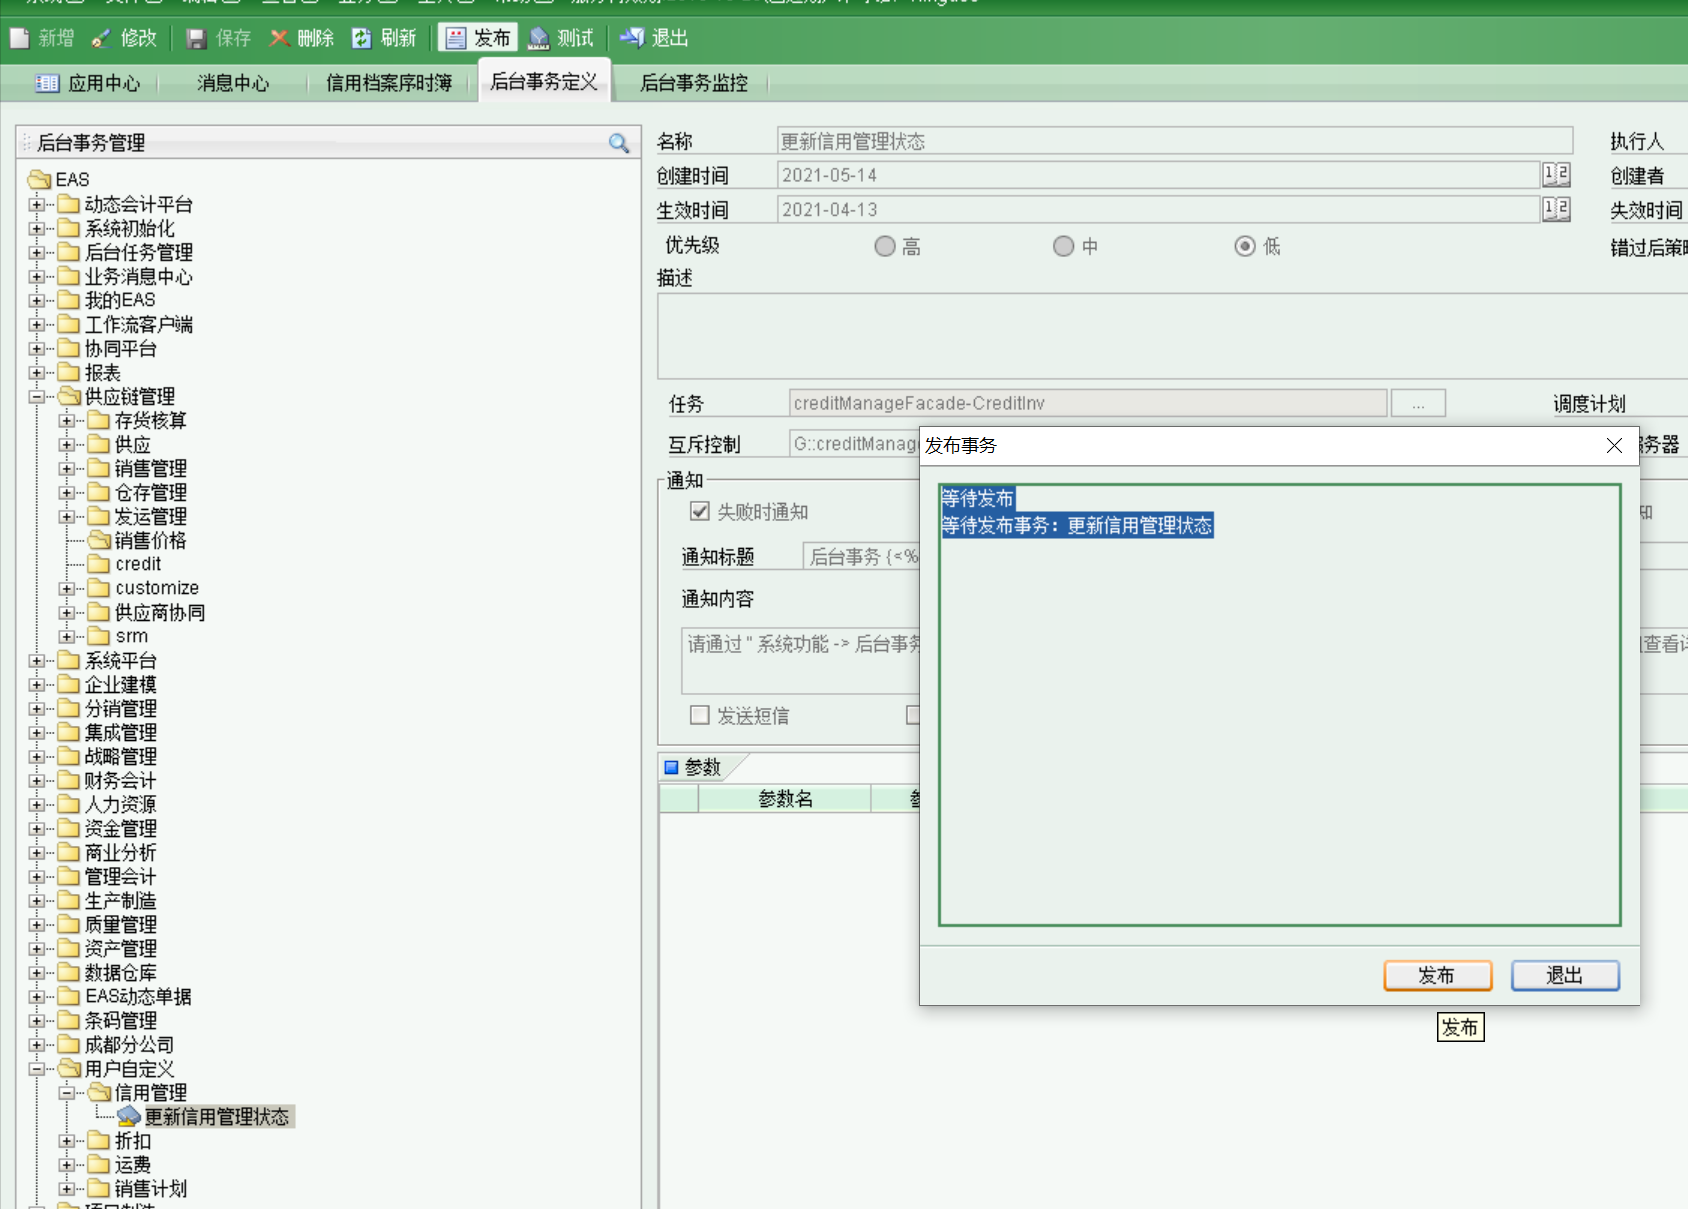 新增 修改 保存 删除 刷新 发布 测试 退出
应用中心 消息中心 信用档案序时簿 后台事务定义 后台事务监控
后台事务管理
EAS
动态会计平台
系统初始化
后台任务管理
业务消息中心
我的EAS
工作流客户端
协同平台
报表
供应链管理
存货核算
供应
销售管理
仓存管理
发运管理
销售价格
credit
customize
供应商协同
srm
系统平台
企业建模
分销管理
集成管理
战略管理
财务会计
人力资源
资金管理
商业分析
管理会计
生产制造
质量管理
资产管理
数据仓库
EAS动态单据
条码管理
成都分公司
用户自定义
信用管理
更新信用管理状态
折扣
运费
销售计划
名称 更新信用管理状态 执行人
创建时间 2021-05-14 创建者
生效时间 2021-04-13 失效时间
优先级 高 中 低 错过后策略
描述
任务 creditManageFacade-CreditInv ... 调度计划
互斥控制 G::creditManag 务器
通知
失败时通知 知
通知标题 后台事务 {<%
通知内容
请通过 " 系统功能 -> 后台事务 查看详
发送短信
参数
参数名
发布事务
等待发布
等待发布事务：更新信用管理状态
发布 退出
发布